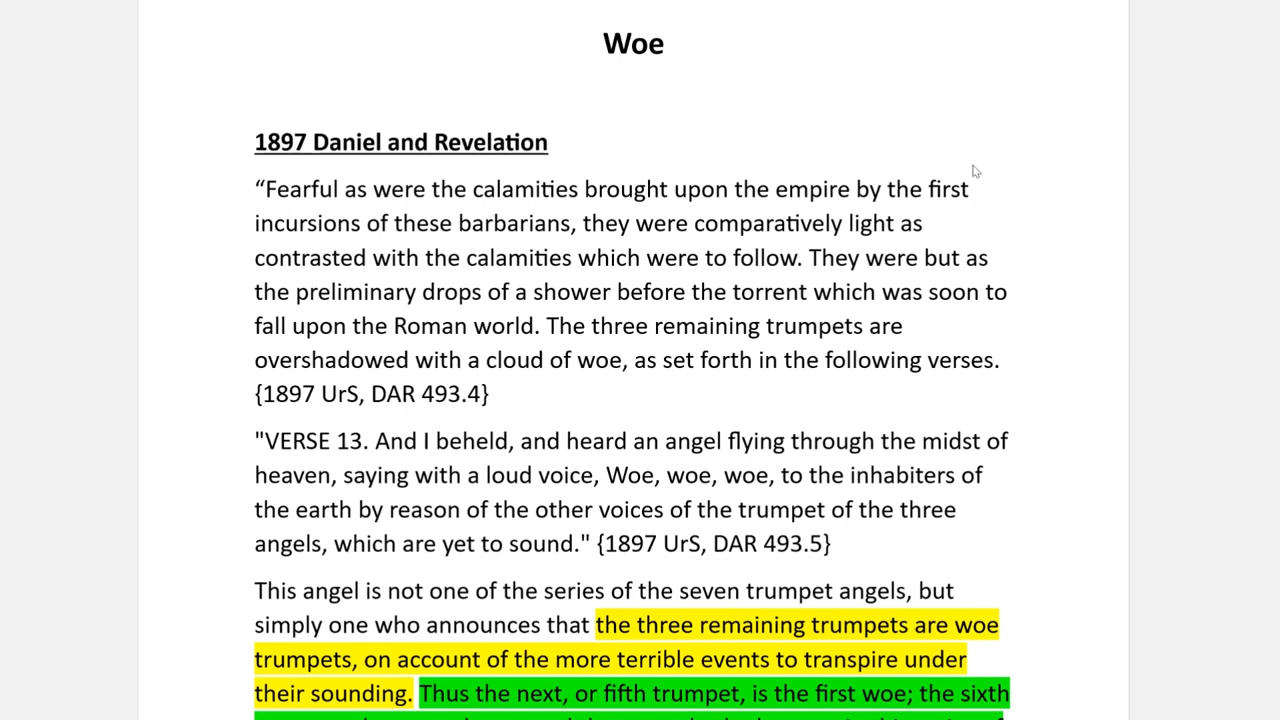 Woe
1897 Daniel and Revelation
“Fearful as were the calamities brought upon the empire by the first
incursions of these barbarians, they were comparatively light as
contrasted with the calamities which were to follow. They were but as
the preliminary drops of a shower before the torrent which was soon to
fall upon the Roman world. The three remaining trumpets are
overshadowed with a cloud of woe, as set forth in the following verses.
{1897 UrS, DAR 493.4}
"VERSE 13. And I beheld, and heard an angel flying through the midst of
heaven, saying with a loud voice, Woe, woe, woe, to the inhabiters of
the earth by reason of the other voices of the trumpet of the three
angels, which are yet to sound." {1897 UrS, DAR 493.5}
This angel is not one of the series of the seven trumpet angels, but
simply one who announces that the three remaining trumpets are woe
trumpets, on account of the more terrible events to transpire under
their sounding. Thus the next, or fifth trumpet, is the first woe; the sixth